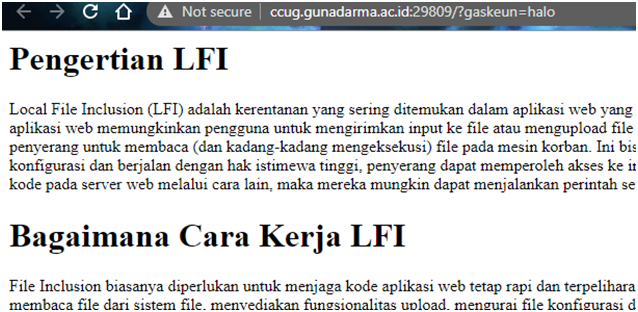 Not secure | ccug.gunadarma.ac.id:29809/?gaskeun=halo
Pengertian LFI
Local File Inclusion (LFI) adalah kerentanan yang sering ditemukan dalam aplikasi web yang
aplikasi web memungkinkan pengguna untuk mengirimkan input ke file atau mengupload file
penyerang untuk membaca (dan kadang-kadang mengeksekusi) file pada mesin korban. Ini bis
konfigurasi dan berjalan dengan hak istimewa tinggi, penyerang dapat memperoleh akses ke in
kode pada server web melalui cara lain, maka mereka mungkin dapat menjalankan perintah se
Bagaimana Cara Kerja LFI
File Inclusion biasanya diperlukan untuk menjaga kode aplikasi web tetap rapi dan terpelihara
membaca file dari sistem file, menyediakan fungsionalitas upload, mengurai file konfigurasi d